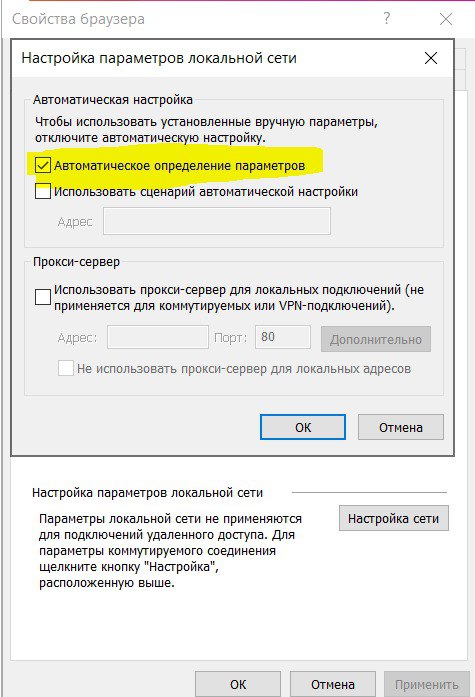 Свойства браузера
?
Настройка параметров локальной сети
Автоматическая настройка
Чтобы использовать установленные вручную параметры,
отключите автоматическую настройку.
Автоматическое определение параметров
Использовать сценарий автоматической настройки
Адрес
Прокси-сервер
Использовать прокси-сервер для локальных подключений (не
применяется для коммутируемых или VPN-подключений).
Адрес: Порт: 80 Дополнительно
Не использовать прокси-сервер для локальных адресов
ОК Отмена
Настройка параметров локальной сети
Параметры локальной сети не применяются
для подключений удаленного доступа. Для
параметры коммутируемого соединения
щелкните кнопку "Настройка",
расположенную выше.
Настройка сети
ОК Отмена Применить